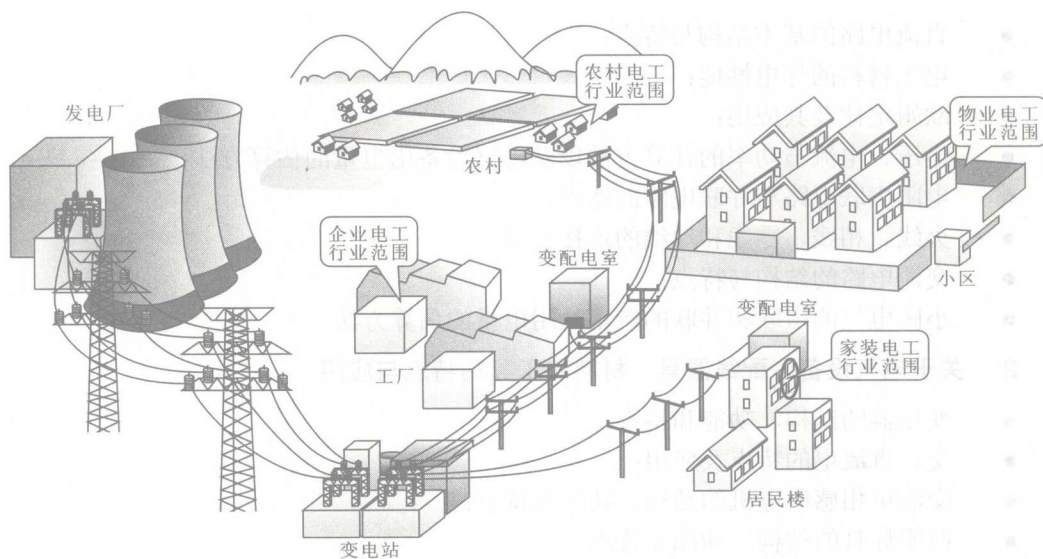 发电厂
农村电工
行业范围
农村
物业电工
行业范围
企业电工
行业范围
变配电室
小区
变配电室
家装电工
行业范围
工厂
居民楼
变电站